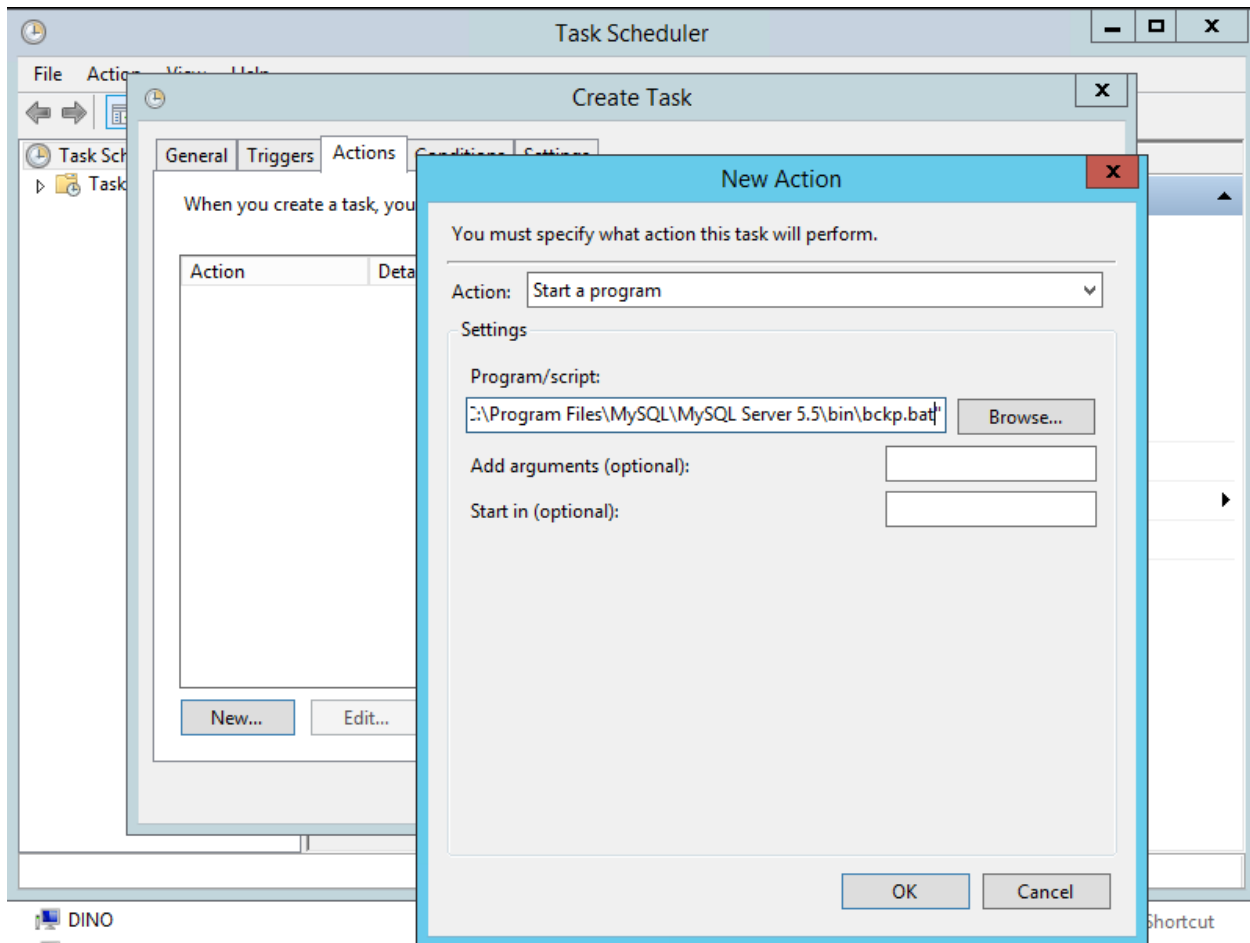 Task Scheduler
File
Create Task
Task Sch
Task
General Triggers Actions Conditions Settings
When you create a task, you
Action Deta
New... Edit...
New Action
You must specify what action this task will perform.
Action: Start a program
Settings
Program/script:
:\Program Files\MySQL\MySQL Server 5.5\bin\bckp.bat" Browse...
Add arguments (optional):
Start in (optional):
OK Cancel
DINO
Shortcut